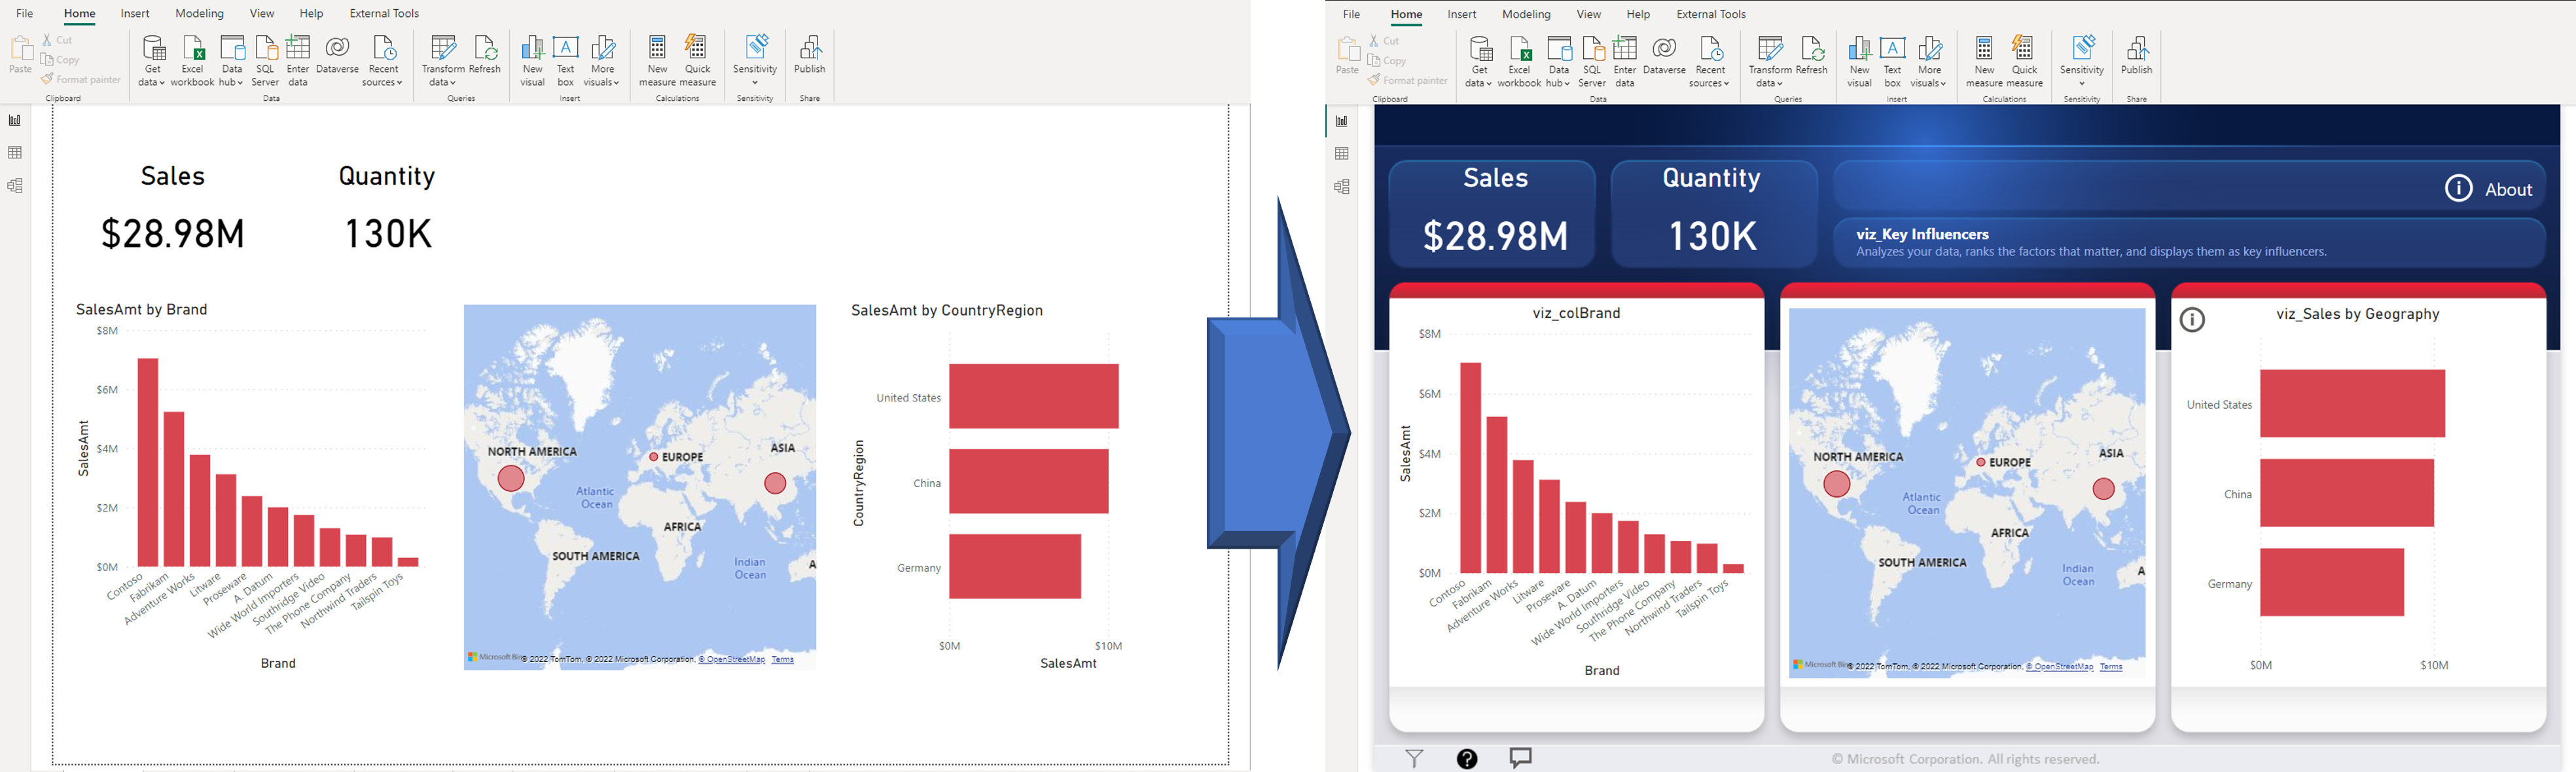 File Home Insert Modeling View Help External Tools
Paste
Cut
Copy
Format painter
Clipboard
Get data
Excel workbook
Data hub
SQL Server
Enter data
Dataverse
Recent sources
Data
Transform data
Refresh
Queries
New visual
Text box
More visuals
Insert
New measure
Quick measure
Calculations
Sensitivity
Sensitivity
Publish
Share
Sales
$28.98M
Quantity
130K
SalesAmt by Brand
SalesAmt
$8M
$6M
$4M
$2M
$0M
Contoso
Fabrikam
Adventure Works
Litware
Proseware
A. Datum
Wide World Importers
Southridge Video
The Phone Company
Northwind Traders
Tailspin Toys
Brand
NORTH AMERICA
EUROPE
ASIA
Atlantic
Ocean
AFRICA
SOUTH AMERICA
Indian
Ocean
A
Microsoft Bing
© 2022 TomTom, © 2022 Microsoft Corporation, © OpenStreetMap Terms
SalesAmt by CountryRegion
CountryRegion
United States
China
Germany
$0M $10M
SalesAmt
File Home Insert Modeling View Help External Tools
Paste
Cut
Copy
Format painter
Clipboard
Get data
Excel workbook
Data hub
SQL Server
Enter data
Dataverse
Recent sources
Data
Transform data
Refresh
Queries
New visual
Text box
More visuals
Insert
New measure
Quick measure
Calculations
Sensitivity
Sensitivity
Publish
Share
Sales
$28.98M
Quantity
130K
About
viz_Key Influencers
Analyzes your data, ranks the factors that matter, and displays them as key influencers.
viz_colBrand
SalesAmt
$8M
$6M
$4M
$2M
$0M
Contoso
Fabrikam
Adventure Works
Litware
Proseware
A. Datum
Wide World Importers
Southridge Video
The Phone Company
Northwind Traders
Tailspin Toys
Brand
NORTH AMERICA
EUROPE
ASIA
Atlantic
Ocean
AFRICA
SOUTH AMERICA
Indian
Ocean
A
Microsoft Bing
© 2022 TomTom, © 2022 Microsoft Corporation, © OpenStreetMap Terms
viz_Sales by Geography
United States
China
Germany
$0M $10M
© Microsoft Corporation. All rights reserved.